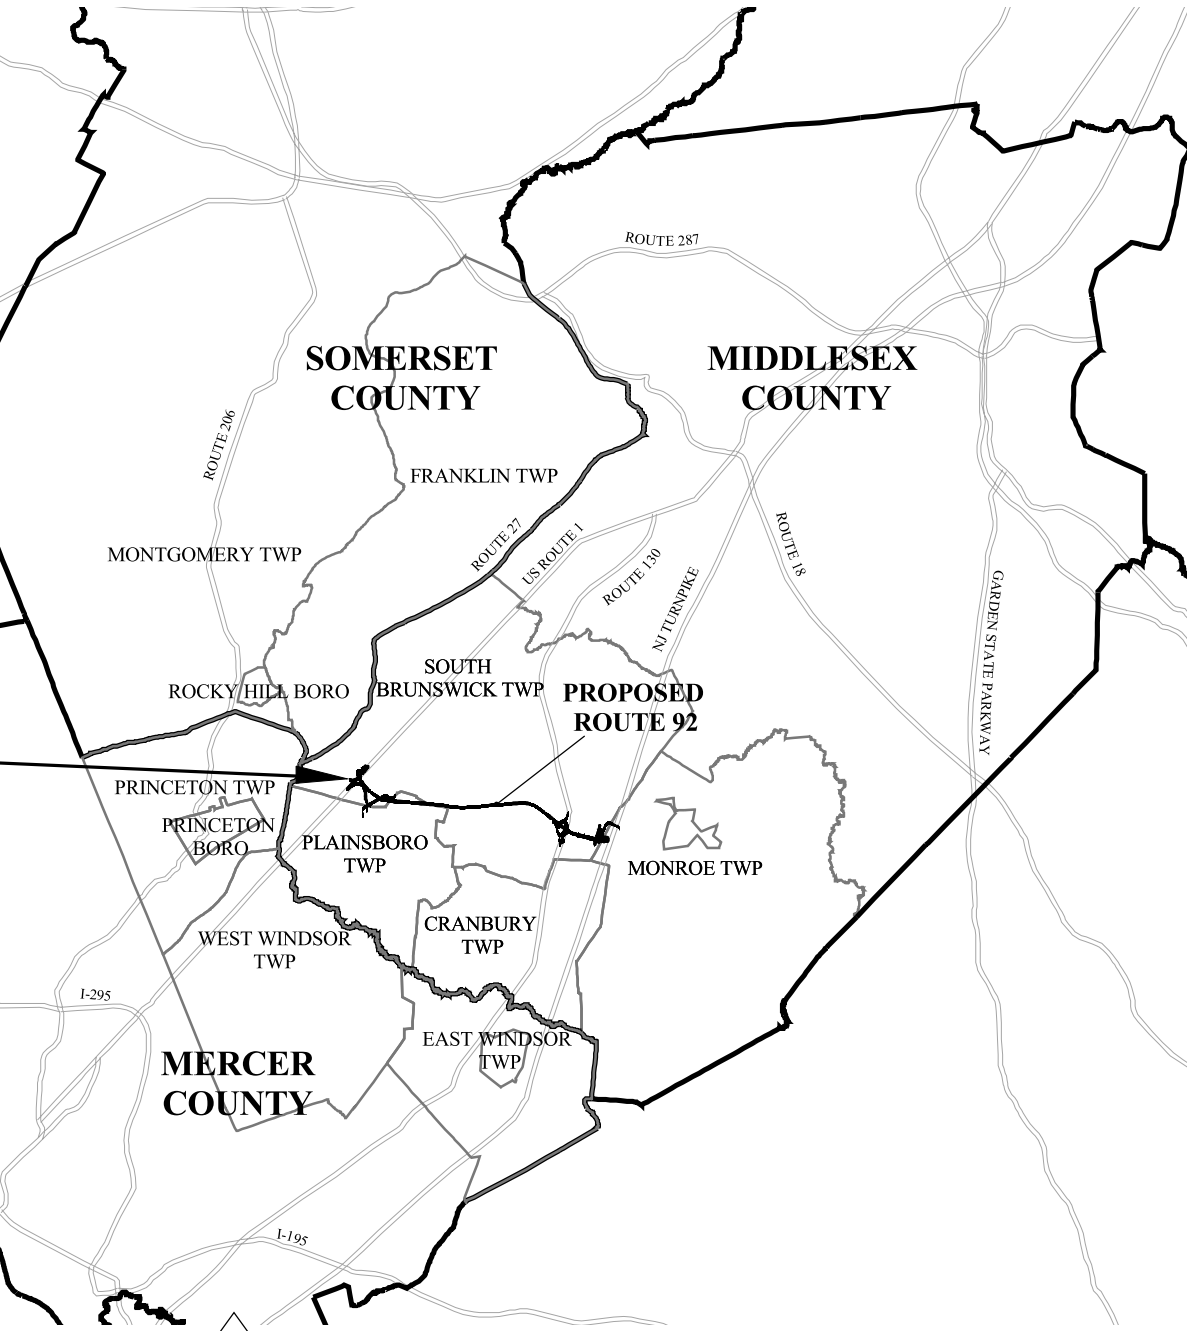 ROUTE 287
SOMERSET
COUNTY
MIDDLESEX
COUNTY
ROUTE 206
FRANKLIN TWP
ROUTE 27
US ROUTE 1
ROUTE 130
NJ TURNPIKE
ROUTE 18
GARDEN STATE PARKWAY
MONTGOMERY TWP
SOUTH
BRUNSWICK TWP
ROCKY HILL BORO
PROPOSED
ROUTE 92
PRINCETON TWP
PRINCETON
BORO
PLAINSBORO
TWP
MONROE TWP
CRANBURY
TWP
WEST WINDSOR
TWP
I-295
EAST WINDSOR
TWP
MERCER
COUNTY
I-195